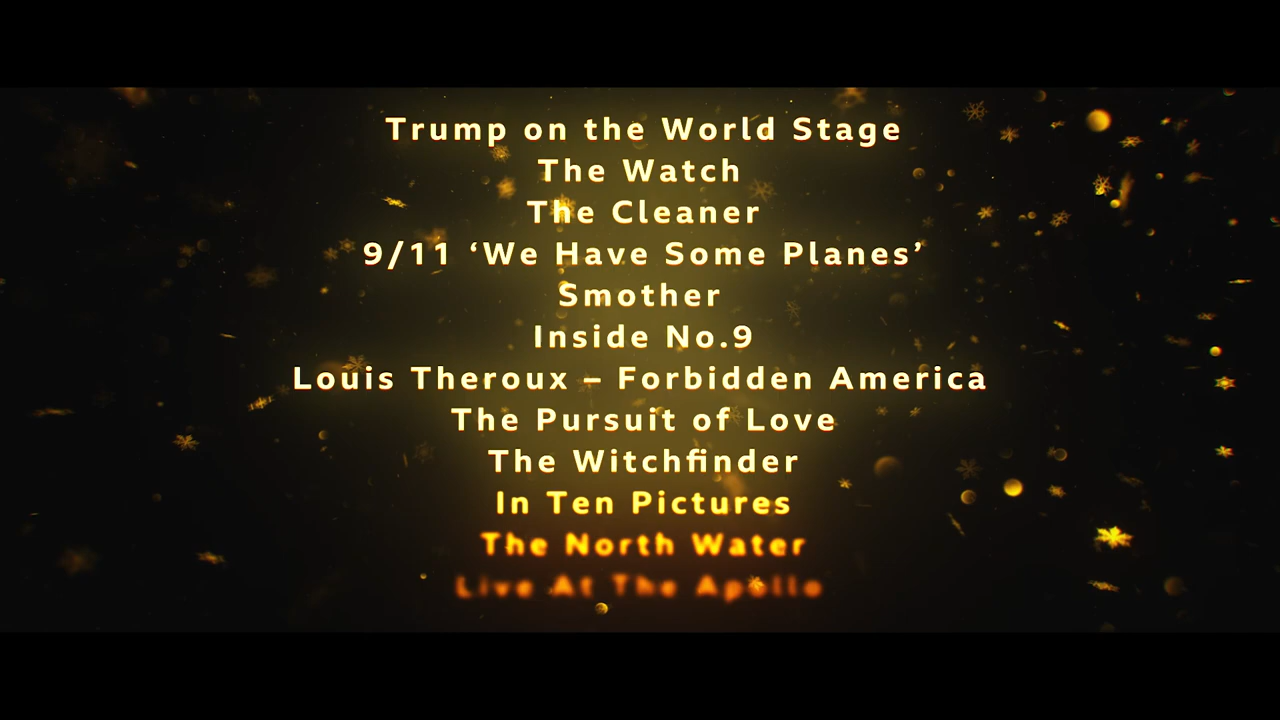 Trump on the World Stage
The Watch
The Cleaner
9/11 ‘We Have Some Planes’
Smother
Inside No.9
Louis Theroux – Forbidden America
The Pursuit of Love
The Witchfinder
In Ten Pictures
The North Water
Live At The Apollo